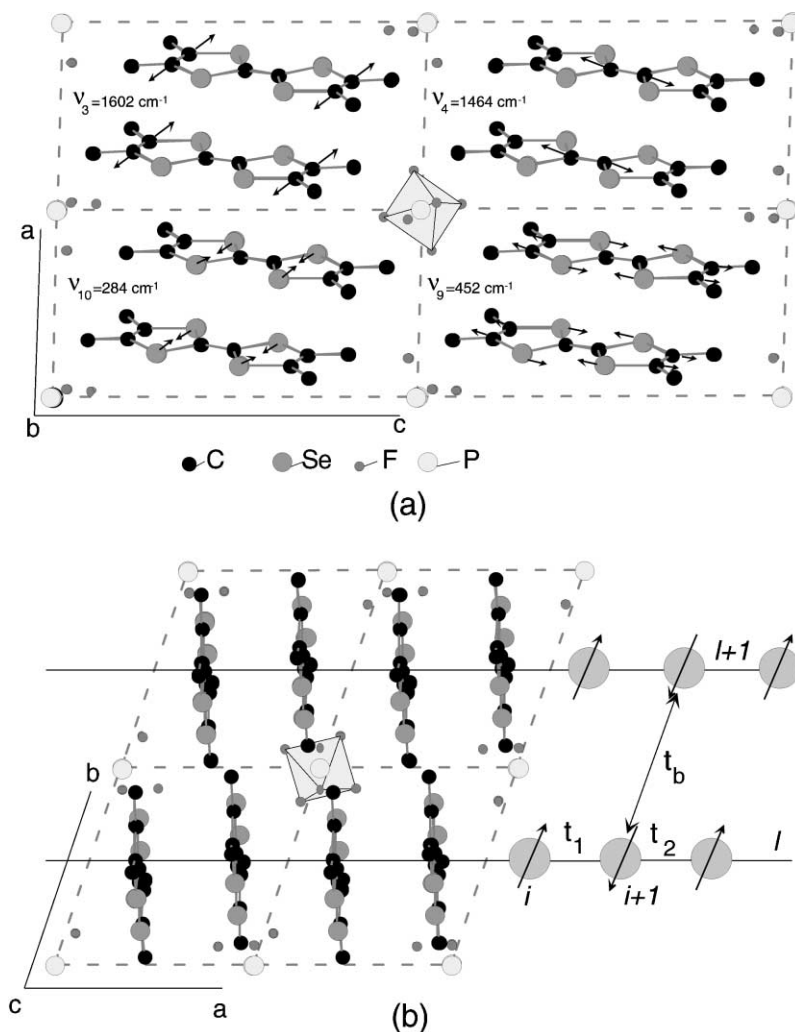 ν3=1602 cm-1
ν4=1464 cm-1
a
ν10=284 cm-1
ν9=452 cm-1
b
c
C
Se
F
P
(a)
l+1
b
tb
t1
t2
l
i
i+1
c
a
(b)